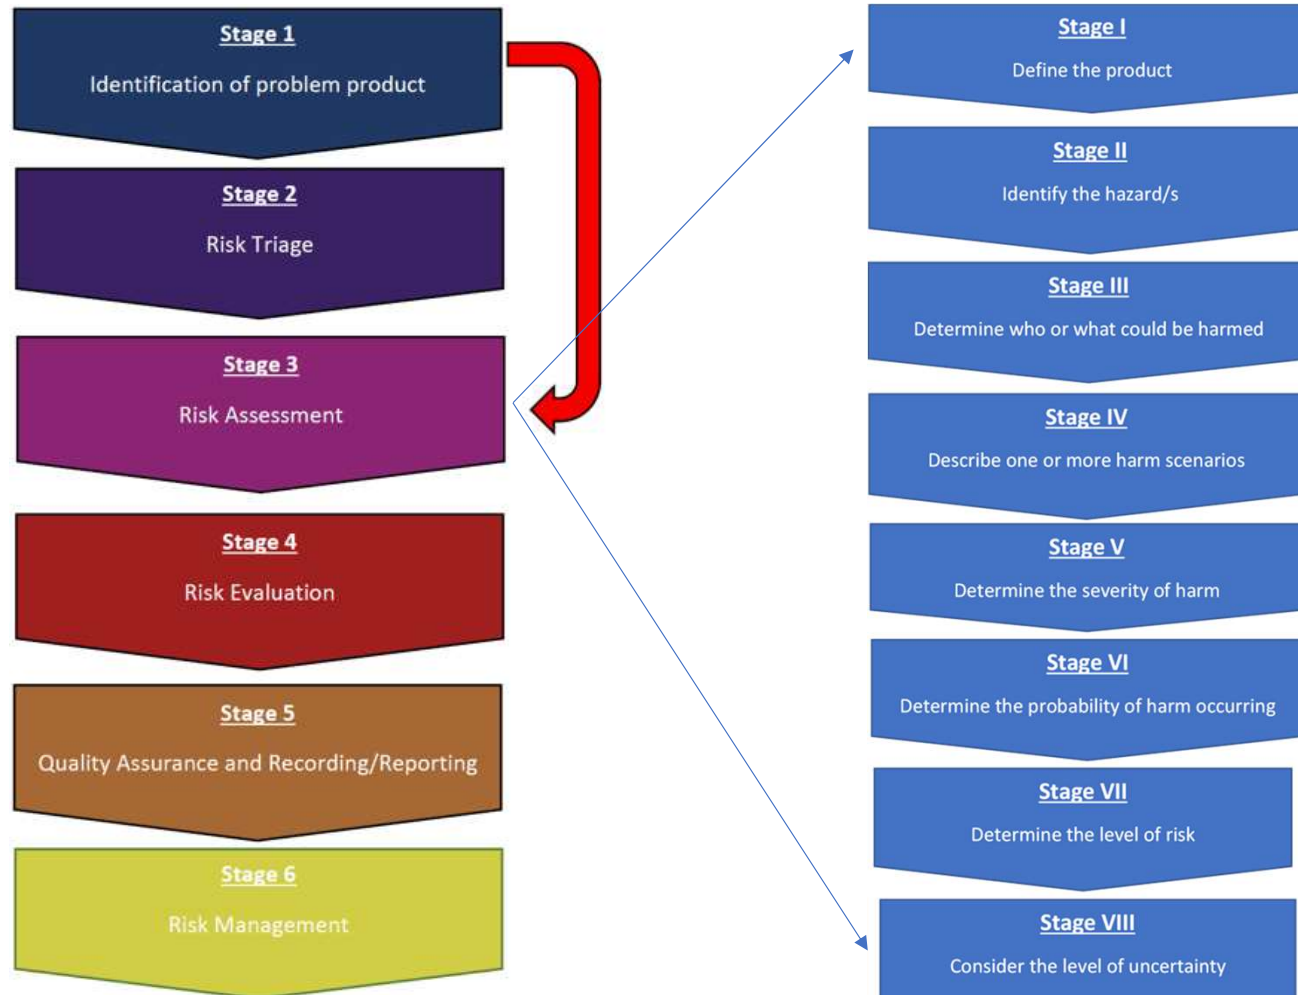 Stage 1
Identification of problem product
Stage 2
Risk Triage
Stage 3
Risk Assessment
Stage 4
Risk Evaluation
Stage 5
Quality Assurance and Recording/Reporting
Stage 6
Risk Management
Stage I
Define the product
Stage II
Identify the hazard/s
Stage III
Determine who or what could be harmed
Stage IV
Describe one or more harm scenarios
Stage V
Determine the severity of harm
Stage VI
Determine the probability of harm occurring
Stage VII
Determine the level of risk
Stage VIII
Consider the level of uncertainty